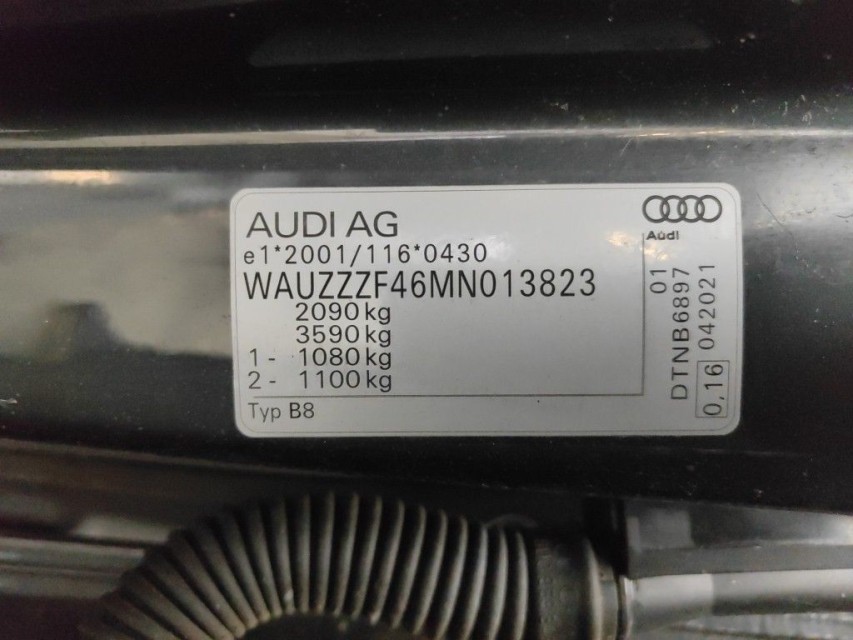 AUDI AG
e1*2001/116*0430
WAUZZZF46MN013823
2090 kg
3590 kg
1 - 1080 kg
2 - 1100 kg
Typ B8
Audi
01
DTNB6897
0,16 042021